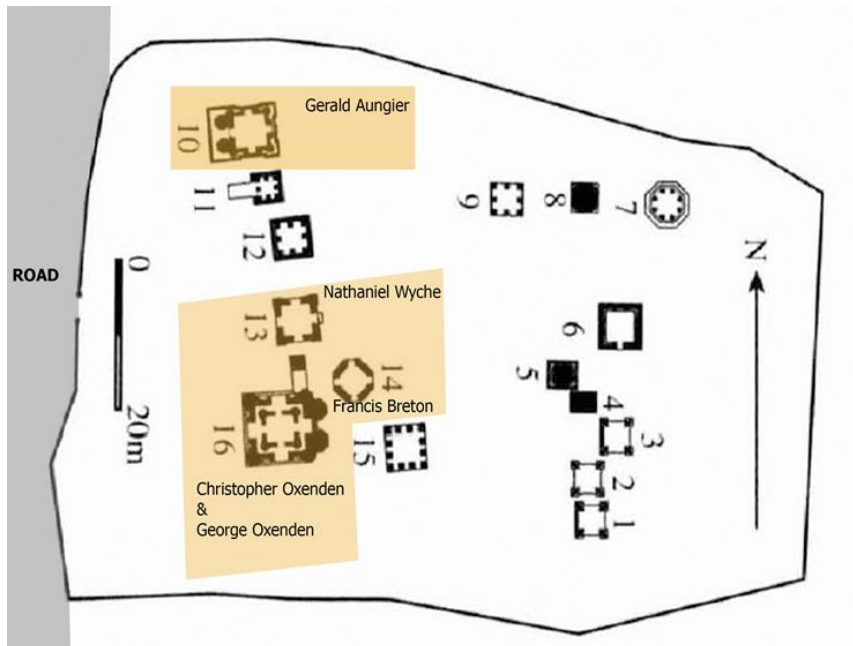 Gerald Aungier
10
11
12
9
8
7
N
ROAD
0
20m
Nathaniel Wyche
13
14
Francis Breton
16
15
Christopher Oxenden
&
George Oxenden
6
5
4
3
2
1